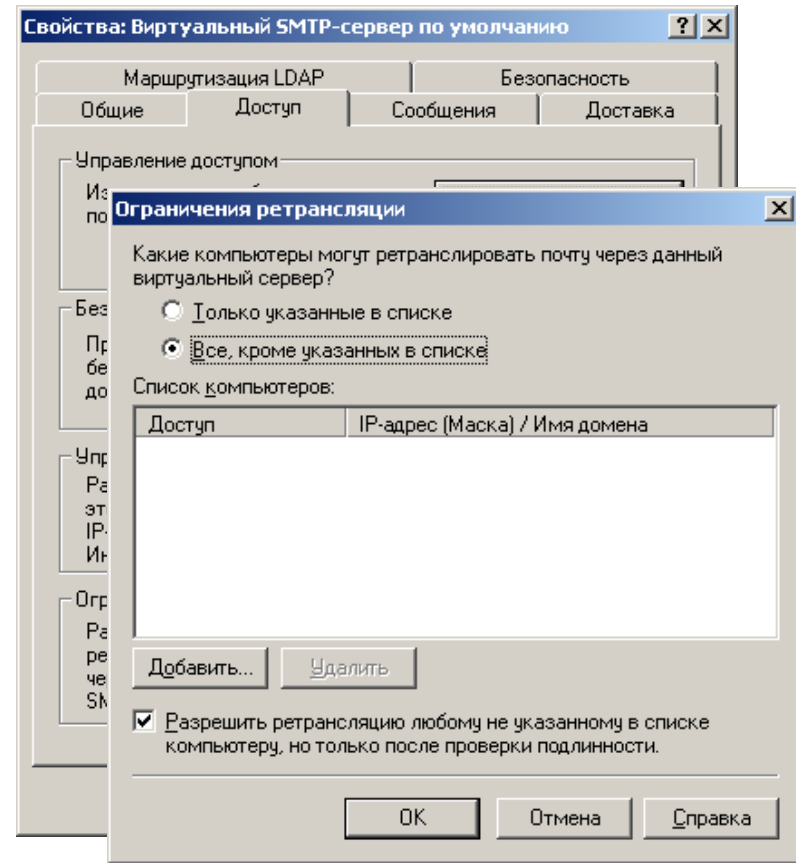 Свойства: Виртуальный SMTP-сервер по умолчанию
Маршрутизация LDAP
Безопасность
Общие
Доступ
Сообщения
Доставка
Управление доступом
Ограничения ретрансляции
Какие компьютеры могут ретранслировать почту через данный
виртуальный сервер?
Только указанные в списке
Все, кроме указанных в списке
Список компьютеров:
Доступ
IP-адрес (Маска) / Имя домена
Добавить...
Удалить
Разрешить ретрансляцию любому не указанному в списке
компьютеру, но только после проверки подлинности.
OK
Отмена
Справка